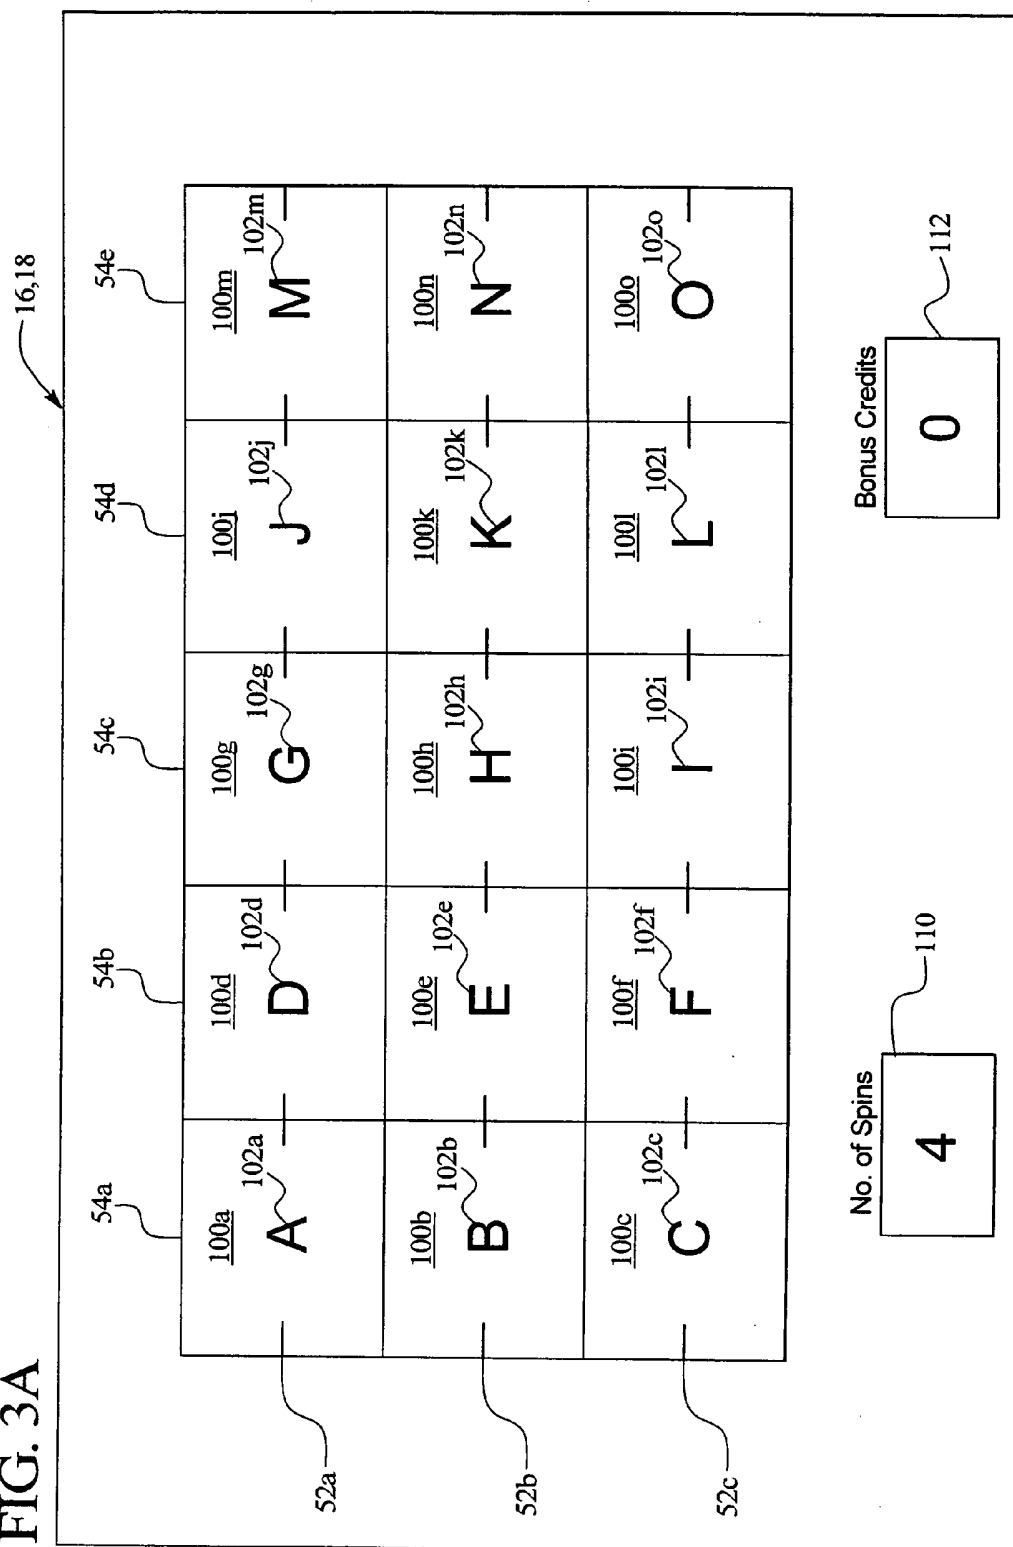 FIG. 3A
16,18
54a 54b 54c 54d 54e
100a 100d 100g 100j 100m
102a 102d 102g 102j 102m
A D G J M
52a
100b 100e 100h 100k 100n
102b 102e 102h 102k 102n
B E H K N
52b
100c 100f 100i 100l 100o
102c 102f 102i 102l 102o
C F I L O
52c
No. of Spins Bonus Credits
4 0
110 112